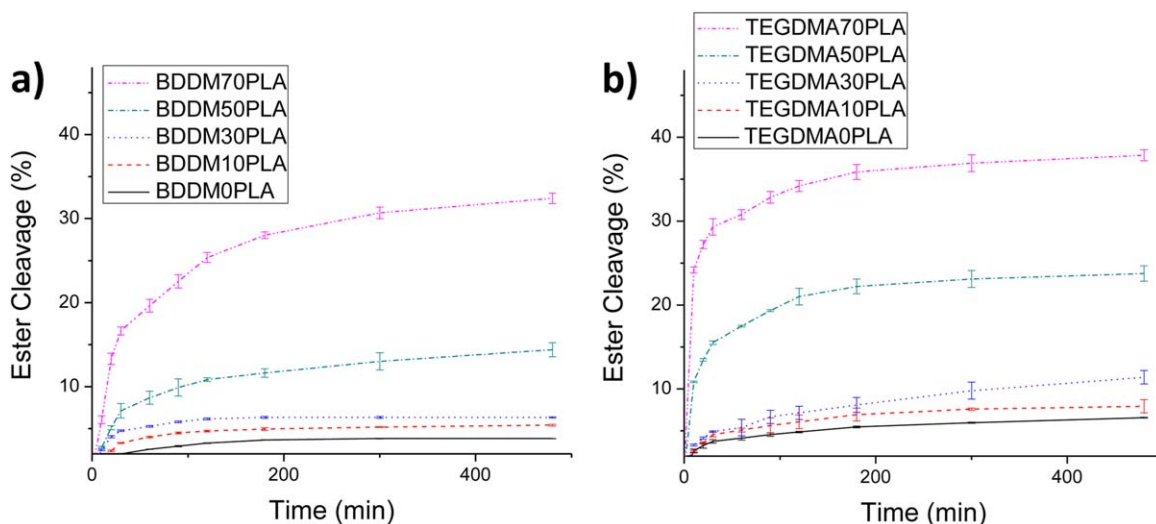 a)
BDDM70PLA
BDDM50PLA
BDDM30PLA
BDDM10PLA
BDDM0PLA
Ester Cleavage (%)
40
30
20
10
0
200
400
Time (min)
b)
TEGDMA70PLA
TEGDMA50PLA
TEGDMA30PLA
TEGDMA10PLA
TEGDMA0PLA
Ester Cleavage (%)
40
30
20
10
0
200
400
Time (min)